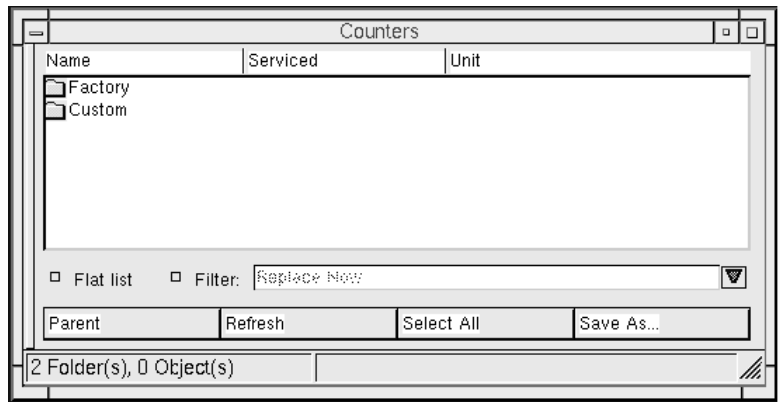 Counters
Name Serviced Unit
Factory
Custom
Flat list Filter: Replace Now
Parent Refresh Select All Save As...
2 Folder(s), 0 Object(s)